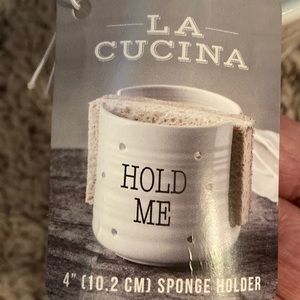 LA
CUCINA
HOLD
ME
4" (10.2 CM) SPONGE HOLDER